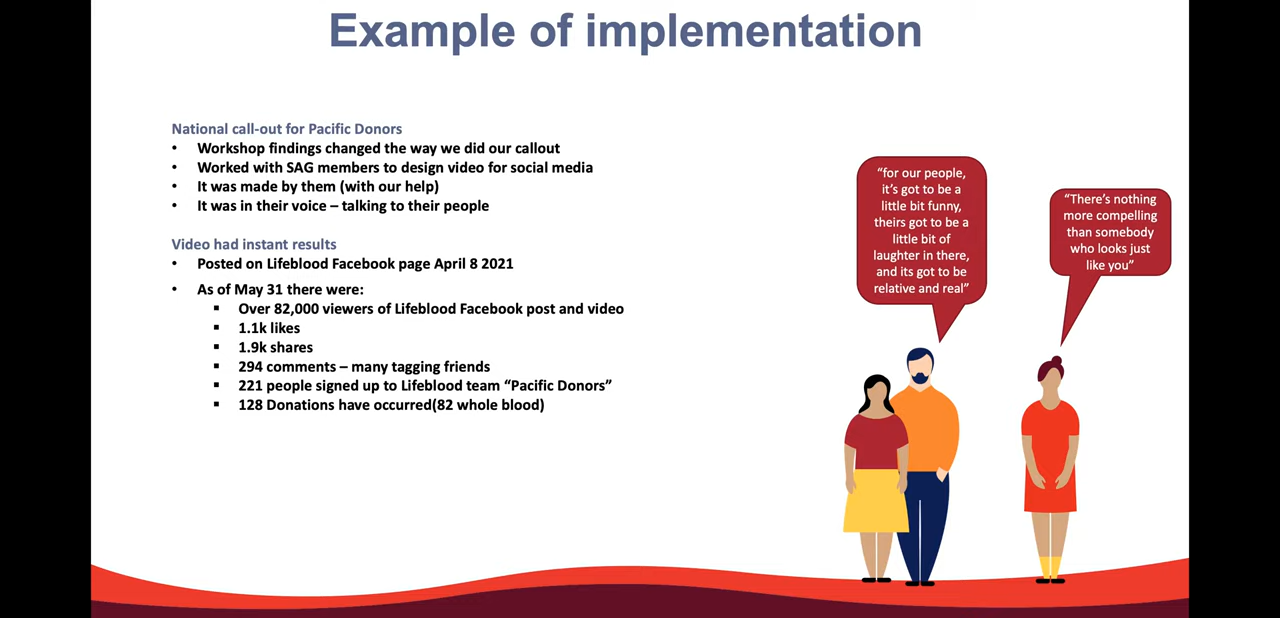 Example of implementation
National call-out for Pacific Donors
• Workshop findings changed the way we did our callout
• Worked with SAG members to design video for social media
• It was made by them (with our help)
• It was in their voice – talking to their people
Video had instant results
• Posted on Lifeblood Facebook page April 8 2021
• As of May 31 there were:
▪ Over 82,000 viewers of Lifeblood Facebook post and video
▪ 1.1k likes
▪ 1.9k shares
▪ 294 comments – many tagging friends
▪ 221 people signed up to Lifeblood team “Pacific Donors”
▪ 128 Donations have occurred(82 whole blood)
“for our people,
it’s got to be a
little bit funny,
theirs got to be a
little bit of
laughter in there,
and its got to be
relative and real”
“There’s nothing
more compelling
than somebody
who looks just
like you”